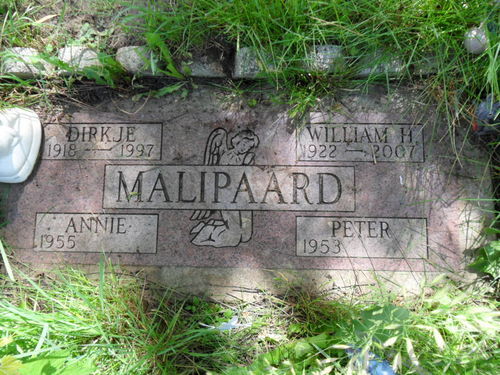 DIRKJE
1918 — 1997
WILLIAM H.
1922 — 2007
MALIPAARD
ANNIE
1955
PETER
1953